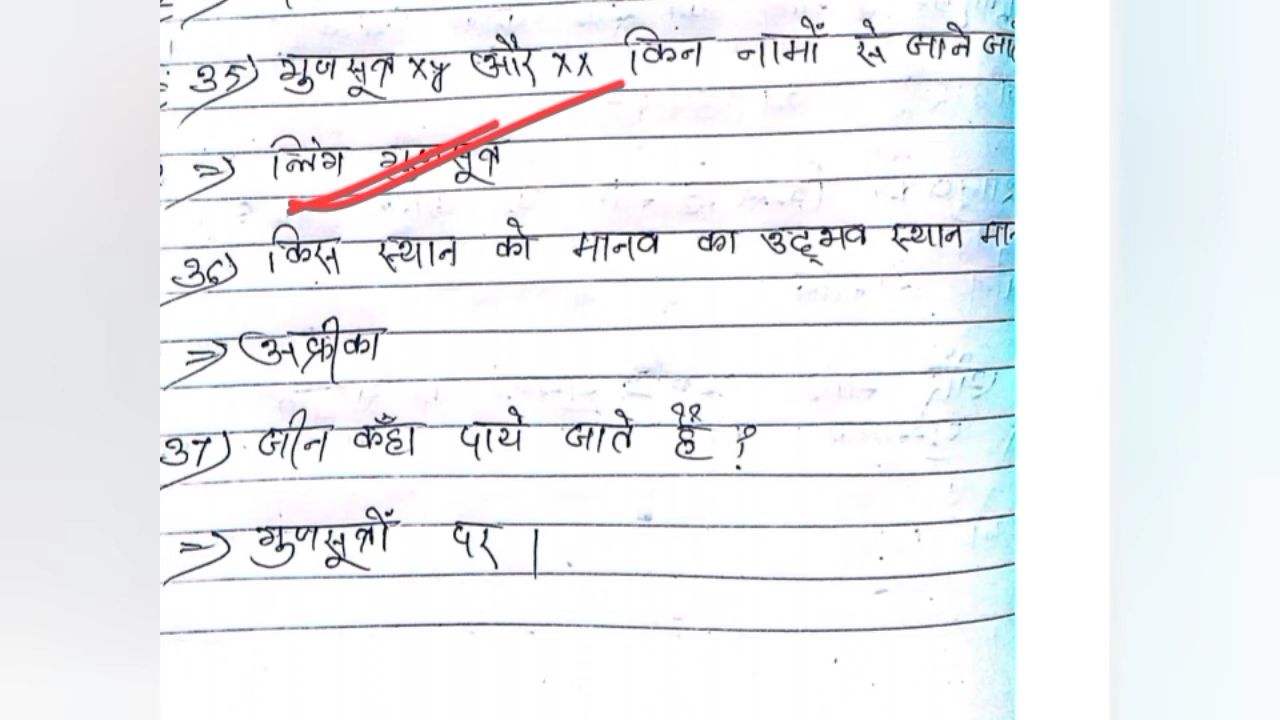 35) गुणसूत्र xy और xx किन नामों से जाने
⇒ लिंग गुणसूत्र
36) किस स्थान को मानव का उद्भव स्थान
⇒ अफ्रीका
37) जीन कहाँ पाये जाते हैं ?
⇒ गुणसूत्रों पर |